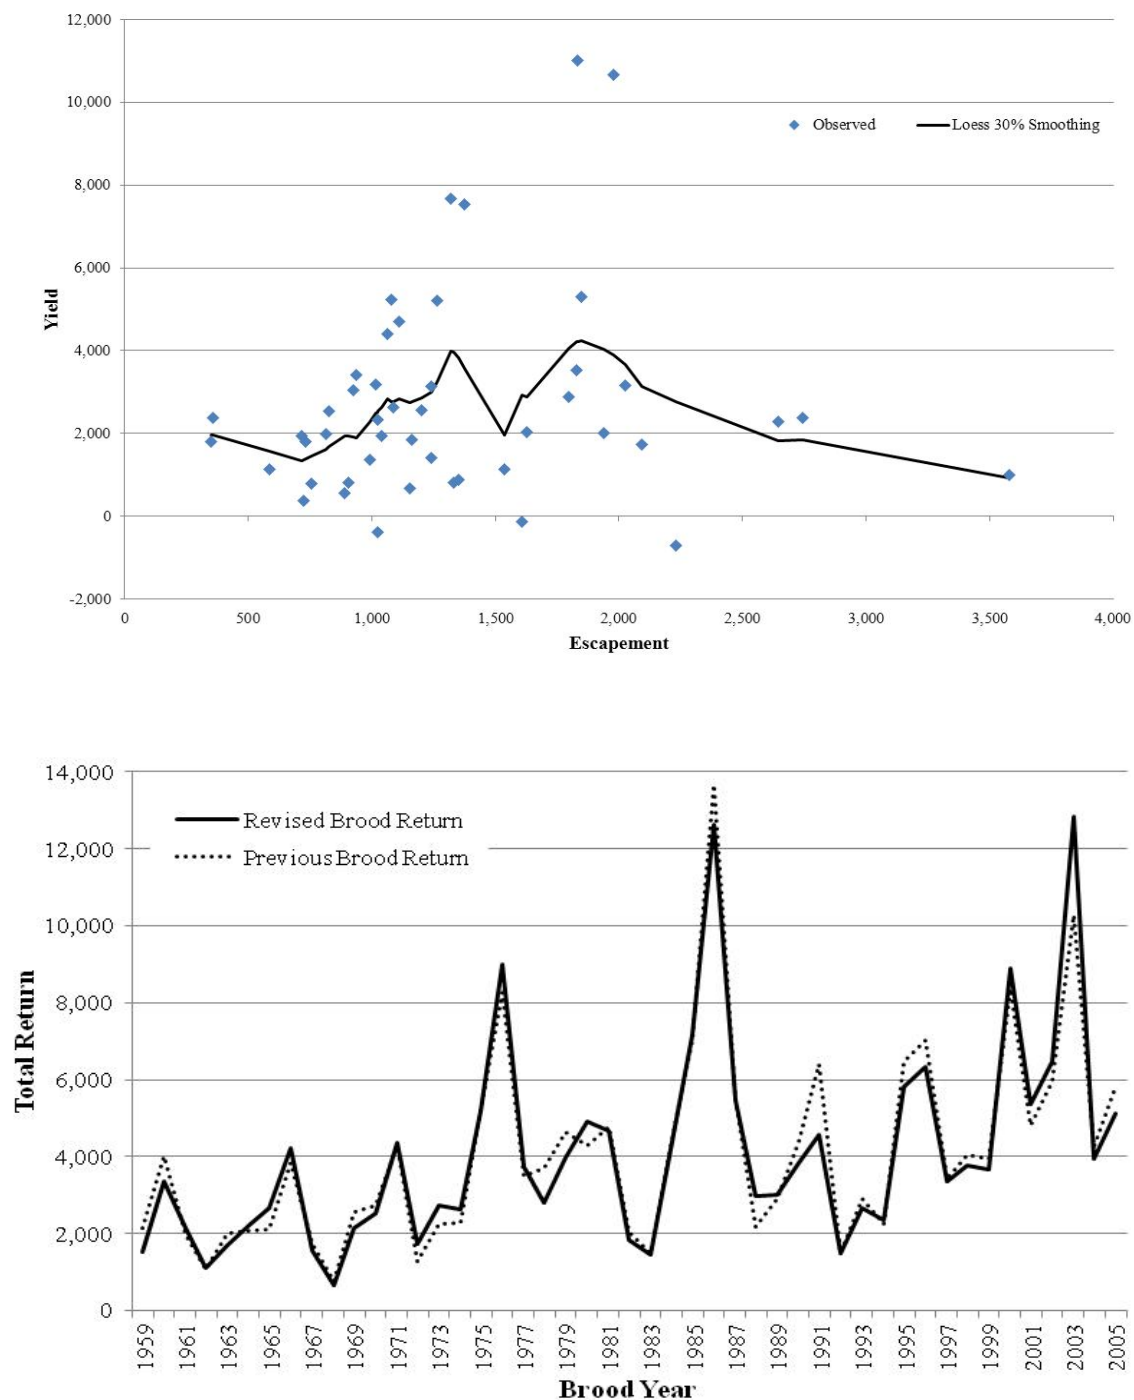 12,000
10,000
Observed Loess 30% Smoothing
8,000
6,000
Yield
4,000
2,000
0
-2,000
0 500 1,000 1,500 2,000 2,500 3,000 3,500 4,000
Escapement
14,000
Revised Brood Return
12,000
Previous Brood Return
10,000
8,000
Total Return
6,000
4,000
2,000
0
1959 1961 1963 1965 1967 1969 1971 1973 1975 1977 1979 1981 1983 1985 1987 1989 1991 1993 1995 1997 1999 2001 2003 2005
Brood Year